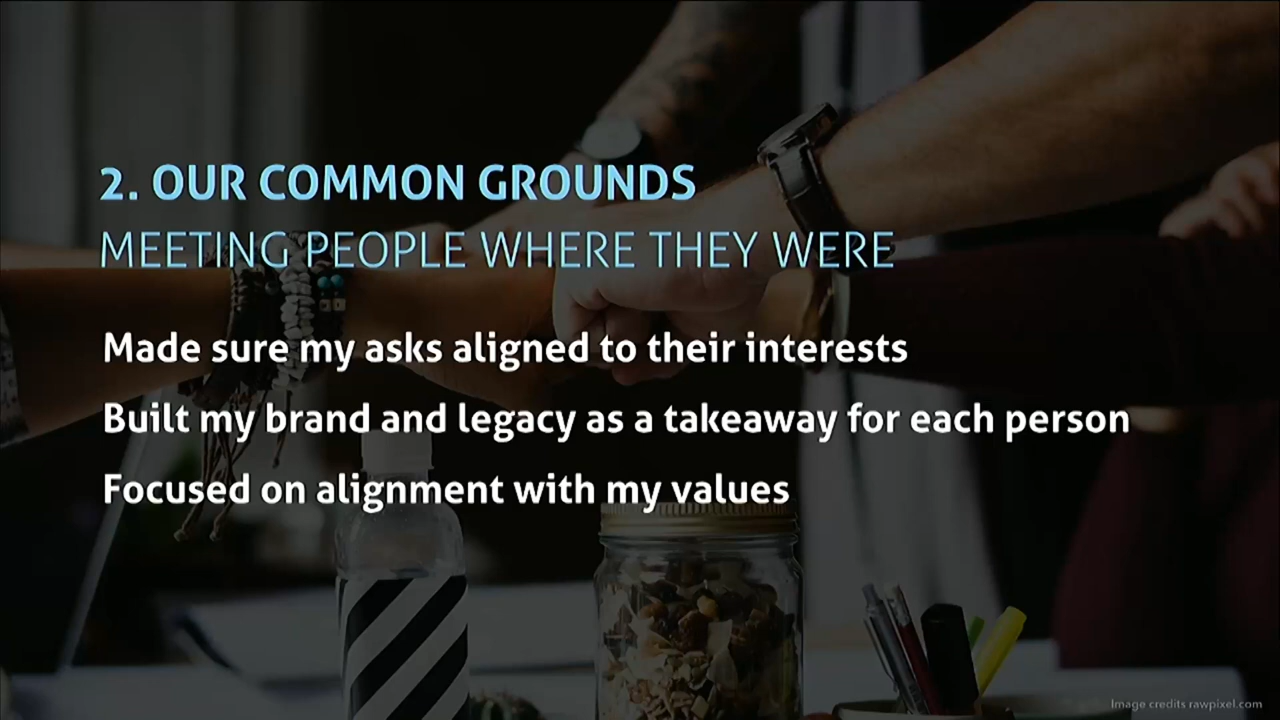 2. OUR COMMON GROUNDS
MEETING PEOPLE WHERE THEY WERE
Made sure my asks aligned to their interests
Built my brand and legacy as a takeaway for each person
Focused on alignment with my values
Image credits rawpixel.com